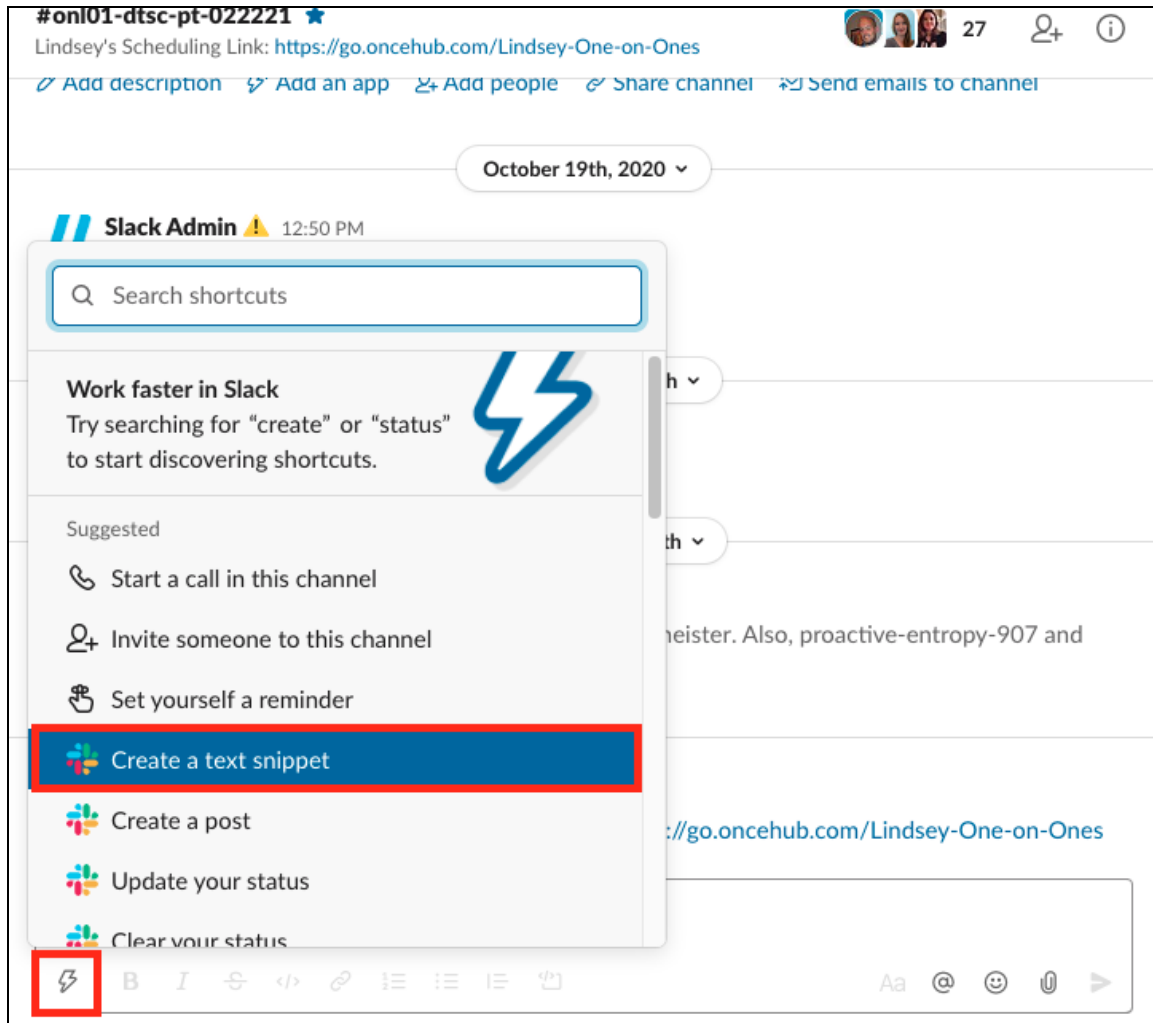 #onl01-dtsc-pt-022221
27
Lindsey's Scheduling Link: https://go.oncehub.com/Lindsey-One-on-Ones
Add description Add an app Add people Share channel Send emails to channel
October 19th, 2020
Slack Admin 12:50 PM
Search shortcuts
h
Work faster in Slack
Try searching for “create” or “status”
to start discovering shortcuts.
Suggested
th
Start a call in this channel
Invite someone to this channel
neister. Also, proactive-entropy-907 and
Set yourself a reminder
Create a text snippet
Create a post
://go.oncehub.com/Lindsey-One-on-Ones
Update your status
Clear your status
B I S </> Aa @